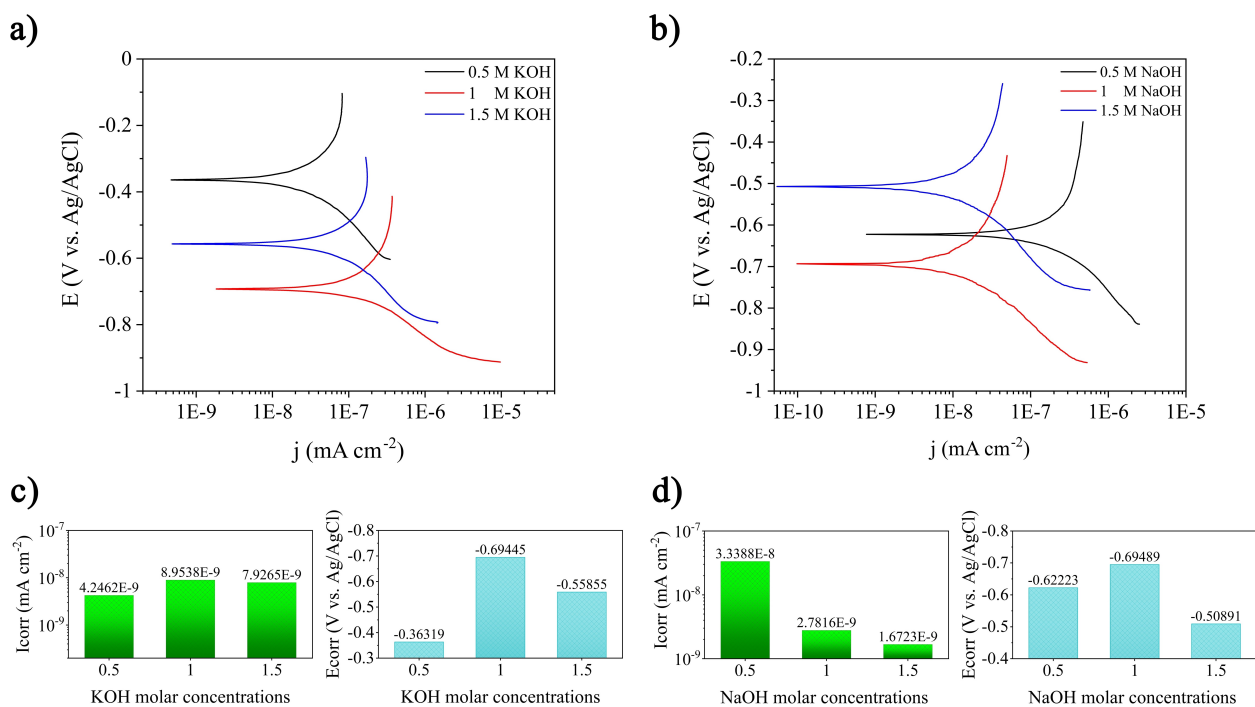 a)
0
-0.2
-0.4
-0.6
-0.8
-1
E (V vs. Ag/AgCl)
0.5 M KOH
1 M KOH
1.5 M KOH
1E-9
1E-8
1E-7
1E-6
1E-5
j (mA cm⁻²)
b)
-0.2
-0.3
-0.4
-0.5
-0.6
-0.7
-0.8
-0.9
-1
E (V vs. Ag/AgCl)
0.5 M NaOH
1 M NaOH
1.5 M NaOH
1E-10
1E-9
1E-8
1E-7
1E-6
1E-5
j (mA cm⁻²)
c)
Icorr (mA cm⁻²)
10⁻⁷
10⁻⁸
10⁻⁹
4.2462E-9
8.9538E-9
7.9265E-9
0.5
1
1.5
KOH molar concentrations
Ecorr (V vs. Ag/AgCl)
-0.8
-0.7
-0.6
-0.5
-0.4
-0.3
-0.36319
-0.69445
-0.55855
0.5
1
1.5
KOH molar concentrations
d)
Icorr (mA cm⁻²)
10⁻⁷
10⁻⁸
10⁻⁹
3.3388E-8
2.7816E-9
1.6723E-9
0.5
1
1.5
NaOH molar concentrations
Ecorr (V vs. Ag/AgCl)
-0.8
-0.7
-0.6
-0.5
-0.4
-0.62223
-0.69489
-0.50891
0.5
1
1.5
NaOH molar concentrations